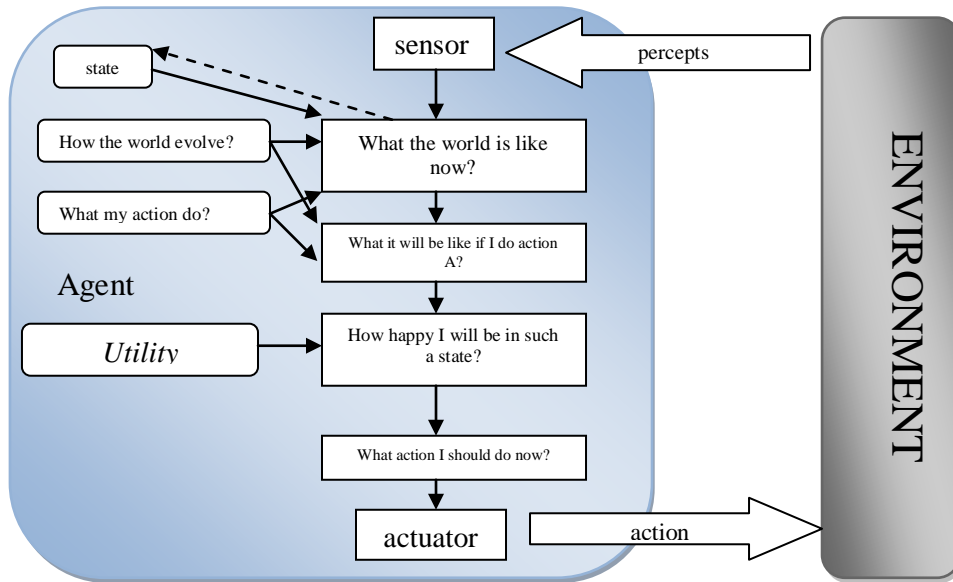 sensor
percepts
state
How the world evolve?
What the world is like
now?
What my action do?
What it will be like if I do action
A?
Agent
Utility
How happy I will be in such
a state?
What action I should do now?
actuator
action
ENVIRONMENT